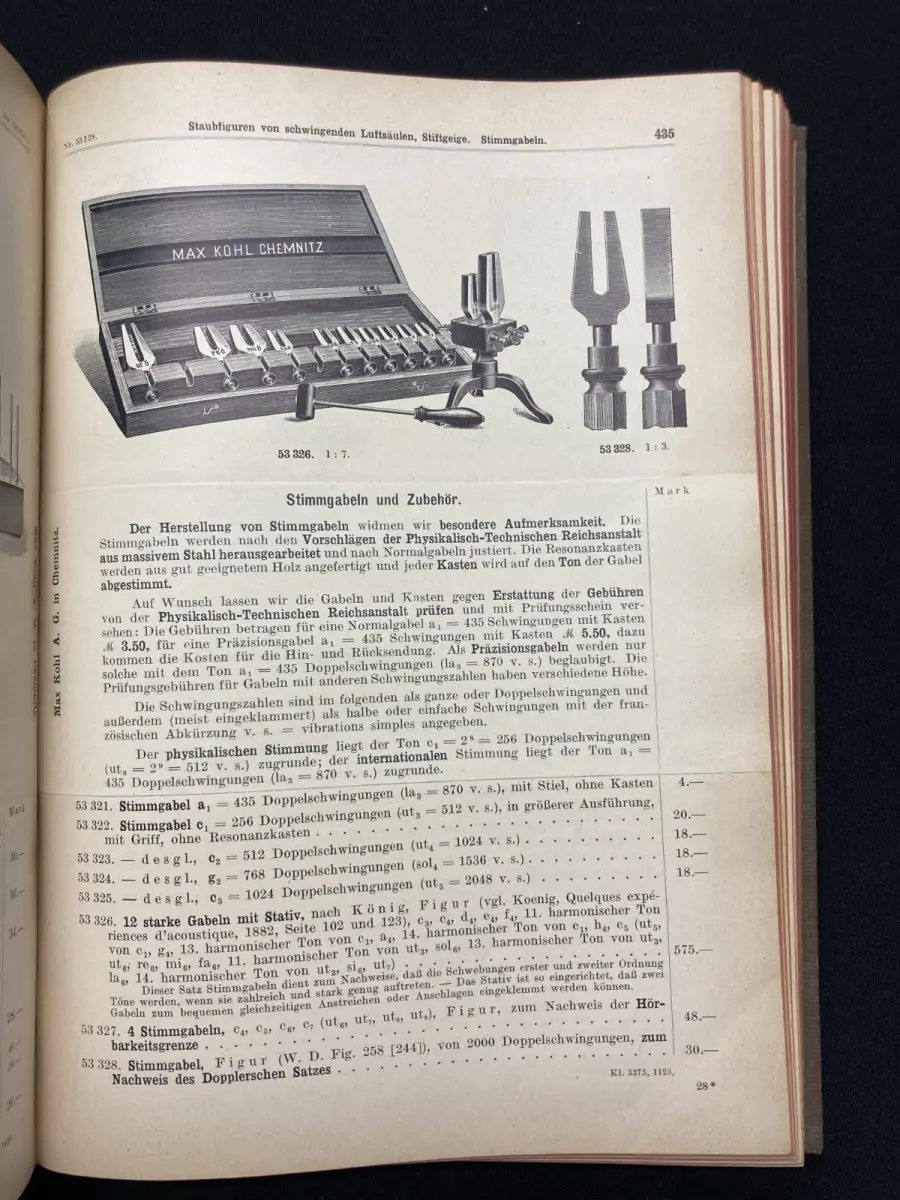 Nr. 53328.
Staubfiguren von schwingenden Luftsäulen, Stiftgeige. Stimmgabeln.
435
MAX KOHL CHEMNITZ
53 326. 1 : 7.
53 328. 1 : 3.
Max Kohl A. G. in Chemnitz.
Mark
Stimmgabeln und Zubehör.
Der Herstellung von Stimmgabeln widmen wir besondere Aufmerksamkeit. Die
Stimmgabeln werden nach den Vorschlägen der Physikalisch-Technischen Reichsanstalt
aus massivem Stahl herausgearbeitet und nach Normalgabeln justiert. Die Resonanzkasten
werden aus gut geeignetem Holz angefertigt und jeder Kasten wird auf den Ton der Gabel
abgestimmt.
Auf Wunsch lassen wir die Gabeln und Kasten gegen Erstattung der Gebühren
von der Physikalisch-Technischen Reichsanstalt prüfen und mit Prüfungsschein ver-
sehen: Die Gebühren betragen für eine Normalgabel a₁ = 435 Schwingungen mit Kasten
ℳ 3.50, für eine Präzisionsgabel a₁ = 435 Schwingungen mit Kasten ℳ 5.50, dazu
kommen die Kosten für die Hin- und Rücksendung. Als Präzisionsgabeln werden nur
solche mit dem Ton a₁ = 435 Doppelschwingungen (la₃ = 870 v. s.) beglaubigt. Die
Prüfungsgebühren für Gabeln mit anderen Schwingungszahlen haben verschiedene Höhe.
Die Schwingungszahlen sind im folgenden als ganze oder Doppelschwingungen und
außerdem (meist eingeklammert) als halbe oder einfache Schwingungen mit der fran-
zösischen Abkürzung v. s. = vibrations simples angegeben.
Der physikalischen Stimmung liegt der Ton c₁ = 2⁸ = 256 Doppelschwingungen
(ut₃ = 2⁹ = 512 v. s.) zugrunde; der internationalen Stimmung liegt der Ton a₁ =
435 Doppelschwingungen (la₃ = 870 v. s.) zugrunde.
53 321. Stimmgabel a₁ = 435 Doppelschwingungen (la₃ = 870 v. s.), mit Stiel, ohne Kasten 4.—
53 322. Stimmgabel c₁ = 256 Doppelschwingungen (ut₃ = 512 v. s.), in größerer Ausführung,
mit Griff, ohne Resonanzkasten . . . . . . . . . . 20.—
53 323. — desgl., c₂ = 512 Doppelschwingungen (ut₄ = 1024 v. s.) . . . . . . . . . 18.—
53 324. — desgl., g₂ = 768 Doppelschwingungen (sol₄ = 1536 v. s.) . . . . . . . . . 18.—
53 325. — desgl., c₃ = 1024 Doppelschwingungen (ut₅ = 2048 v. s.) . . . . . . . . . 18.—
53 326. 12 starke Gabeln mit Stativ, nach König, Figur (vgl. Koenig, Quelques expé-
riences d'acoustique, 1882, Seite 102 und 123), c₃, c₄, d₄, e₄, f₄, 11. harmonischer Ton
von c₁, g₄, 13. harmonischer Ton von c₁, a₄, 14. harmonischer Ton von c₁, h₄, c₅ (ut₅,
ut₆, re₆, mi₆, fa₆, 11. harmonischer Ton von ut₃, sol₆, 13. harmonischer Ton von ut₃,
la₆, 14. harmonischer Ton von ut₃, si₆, ut₇) . . . . . . . . . . 575.—
Dieser Satz Stimmgabeln dient zum Nachweise, daß die Schwebungen erster und zweiter Ordnung
Töne werden, wenn sie zahlreich und stark genug auftreten. — Das Stativ ist so eingerichtet, daß zwei
Gabeln zum bequemen gleichzeitigen Anstreichen oder Anschlagen eingeklemmt werden können.
53 327. 4 Stimmgabeln, c₄, c₅, c₆, c₇ (ut₆, ut₇, ut₈, ut₉), Figur, zum Nachweis der Hör-
barkeitsgrenze . . . . . . . . . . 48.—
53 328. Stimmgabel, Figur (W. D. Fig. 258 [244]), von 2000 Doppelschwingungen, zum
Nachweis des Dopplerschen Satzes . . . . . . . . . . 30.—
Kl. 3375, 1125,
28*